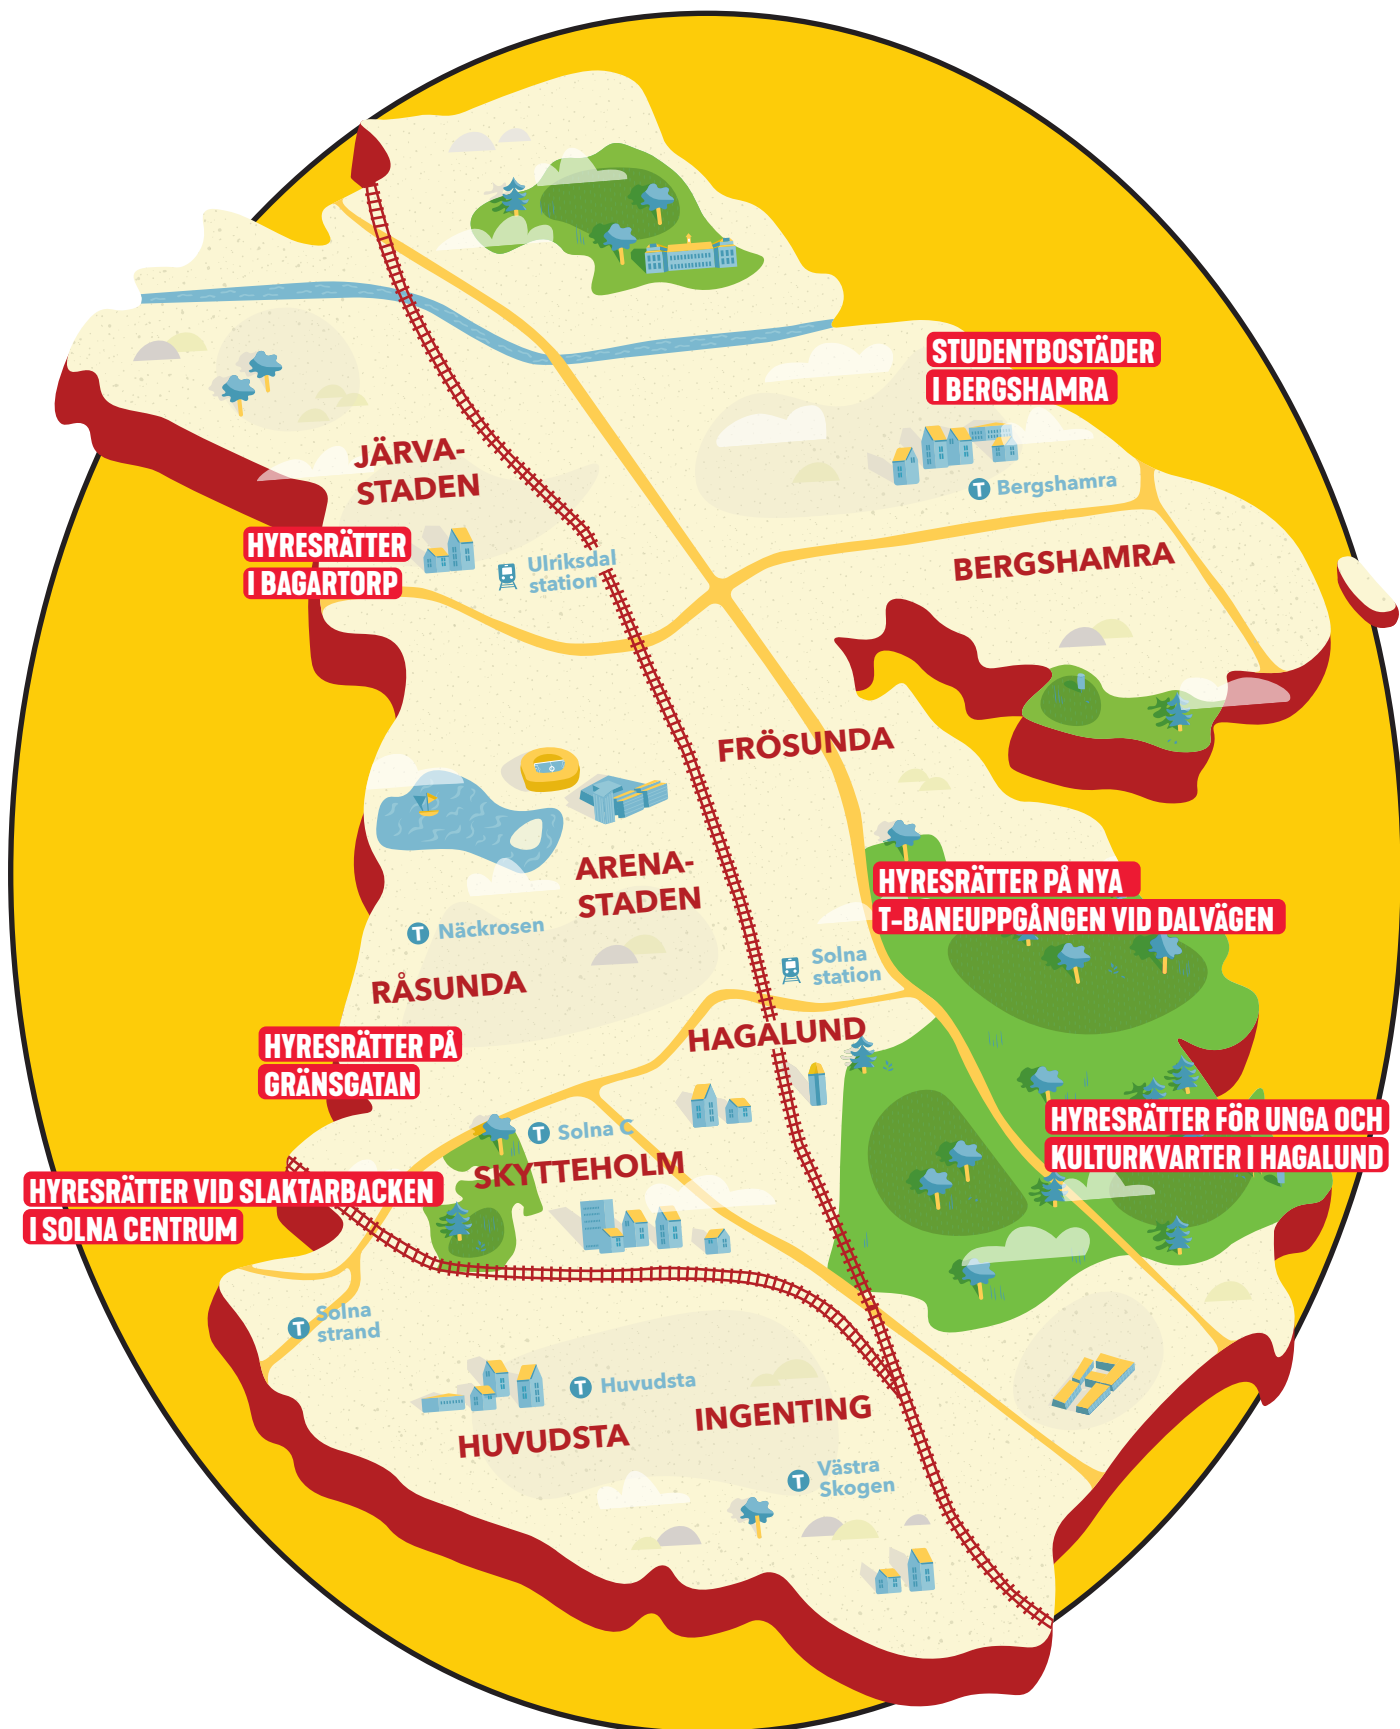 STUDENTBOSTÄDER
I BERGSHAMRA
JÄRVA-
STADEN
Bergshamra
HYRESRÄTTER
I BAGARTORP
Ulriksdal
station
BERGSHAMRA
FRÖSUNDA
ARENA-
STADEN
HYRESRÄTTER PÅ NYA
T-BANEUPPGÅNGEN VID DALVÄGEN
T Näckrosen
Solna
station
RÅSUNDA
HAGALUND
HYRESRÄTTER PÅ
GRÄNSGATAN
HYRESRÄTTER FÖR UNGA OCH
KULTURKVARTER I HAGALUND
T Solna C
SKYTTEHOLM
HYRESRÄTTER VID SLAKTARBACKEN
I SOLNA CENTRUM
T Solna
strand
T Huvudsta
INGENTING
HUVUDSTA
T Västra
Skogen